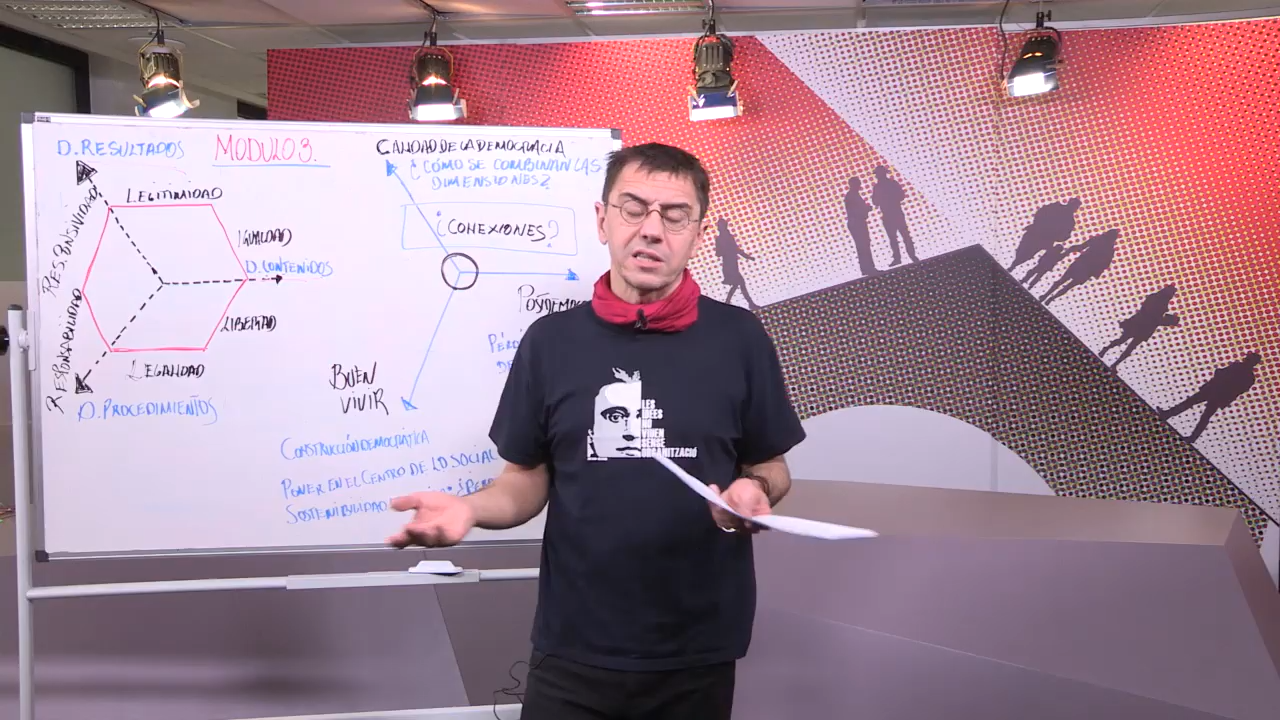 D. RESULTADOS
MODULO 3.
CALIDAD DE LA DEMOCRACIA
¿CÓMO SE COMBINAN LAS
DIMENSIONES?
LEGITIMIDAD
RESPONSIVIDAD
IGUALDAD
D. CONTENIDOS
¿CONEXIONES?
RESPONSABILIDAD
LIBERTAD
LEGALIDAD
D. PROCEDIMIENTOS
BUEN
VIVIR
CONSTRUCCIÓN DEMOCRÁTICA
PONER EN EL CENTRO DE LO SOCIAL
SOSTENIBILIDAD
LES
IDEES
NO
VIUEN
SENSE
ORGANITZACIÓ